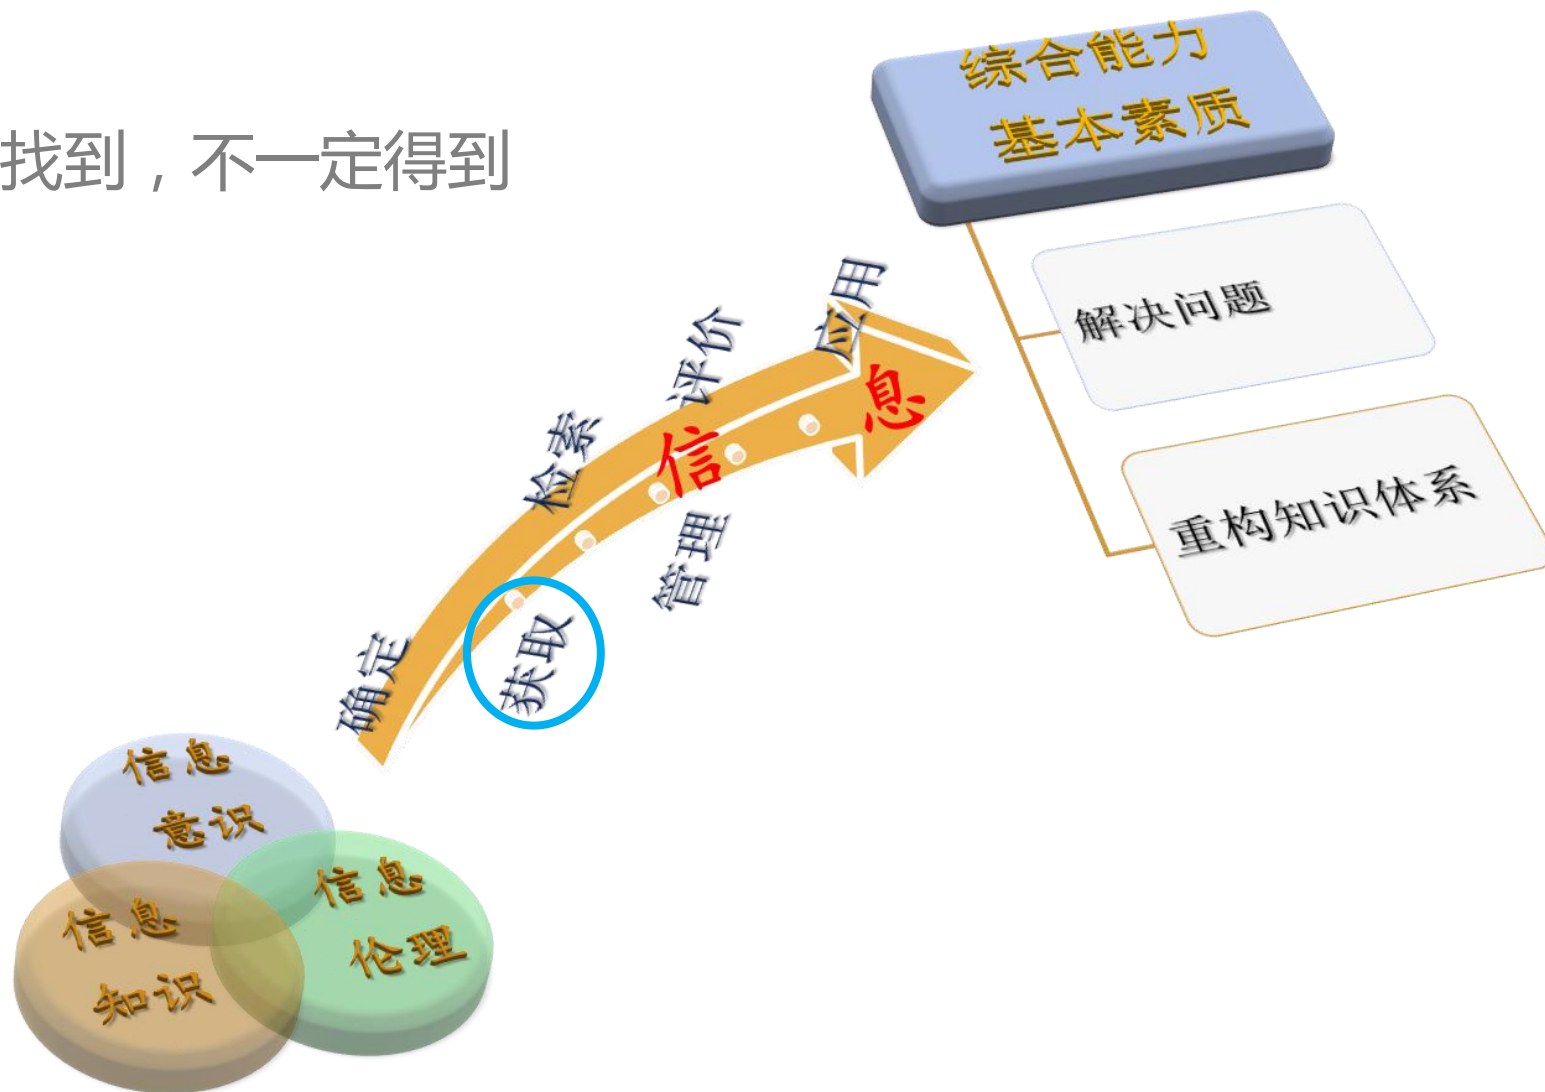 找到，不一定得到
综合能力
基本素质
解决问题
重构知识体系
应用
评价
检索
信息
管理
获取
确定
信息
意识
信息
伦理
信息
知识